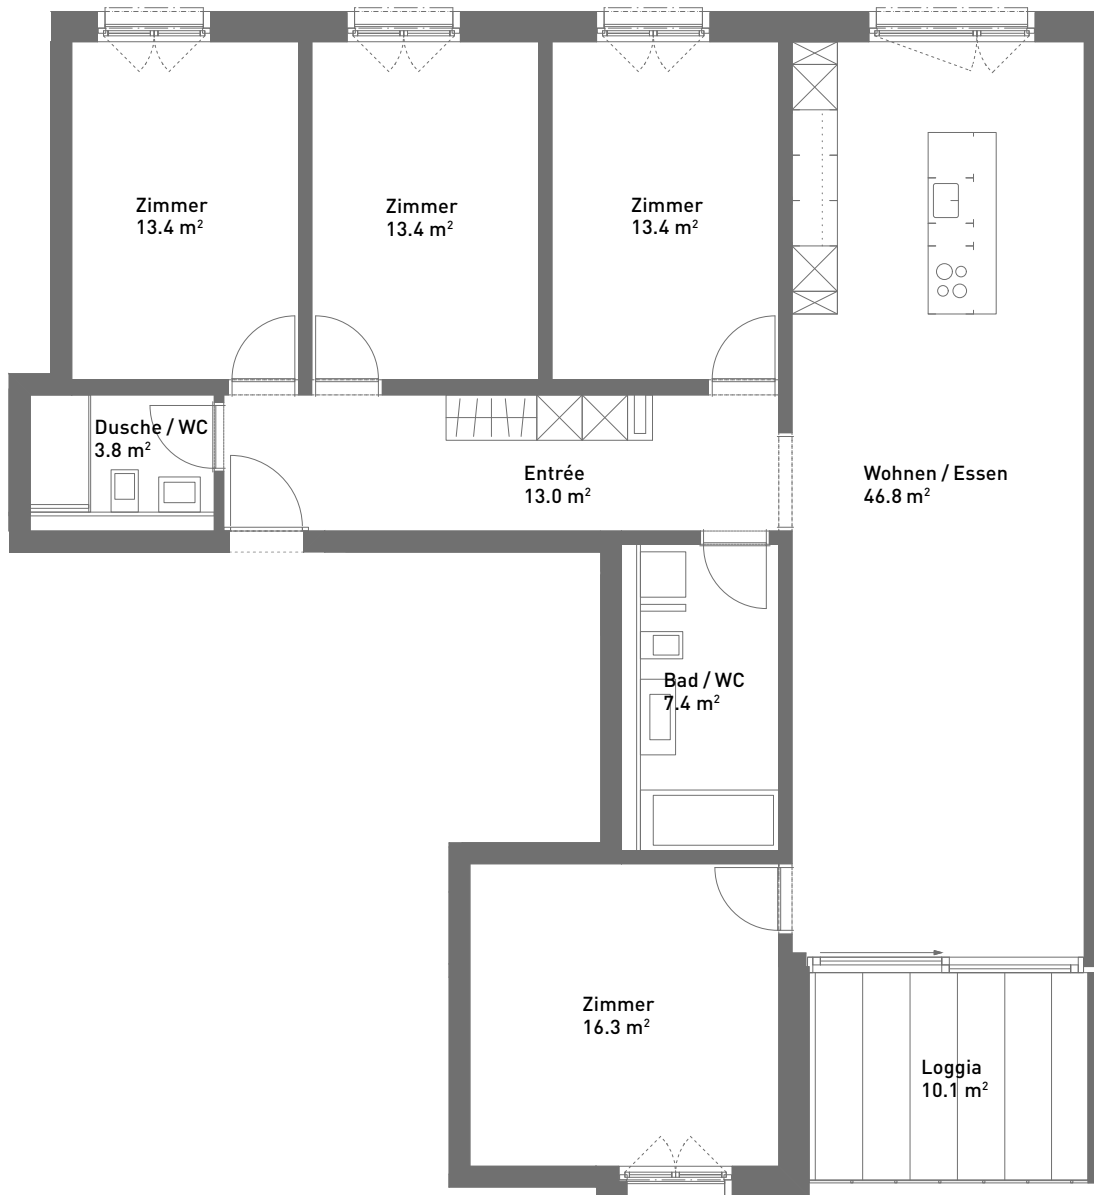 Zimmer
13.4 m²
Zimmer
13.4 m²
Zimmer
13.4 m²
Dusche / WC
3.8 m²
Entrée
13.0 m²
Wohnen / Essen
46.8 m²
Bad / WC
7.4 m²
Zimmer
16.3 m²
Loggia
10.1 m²